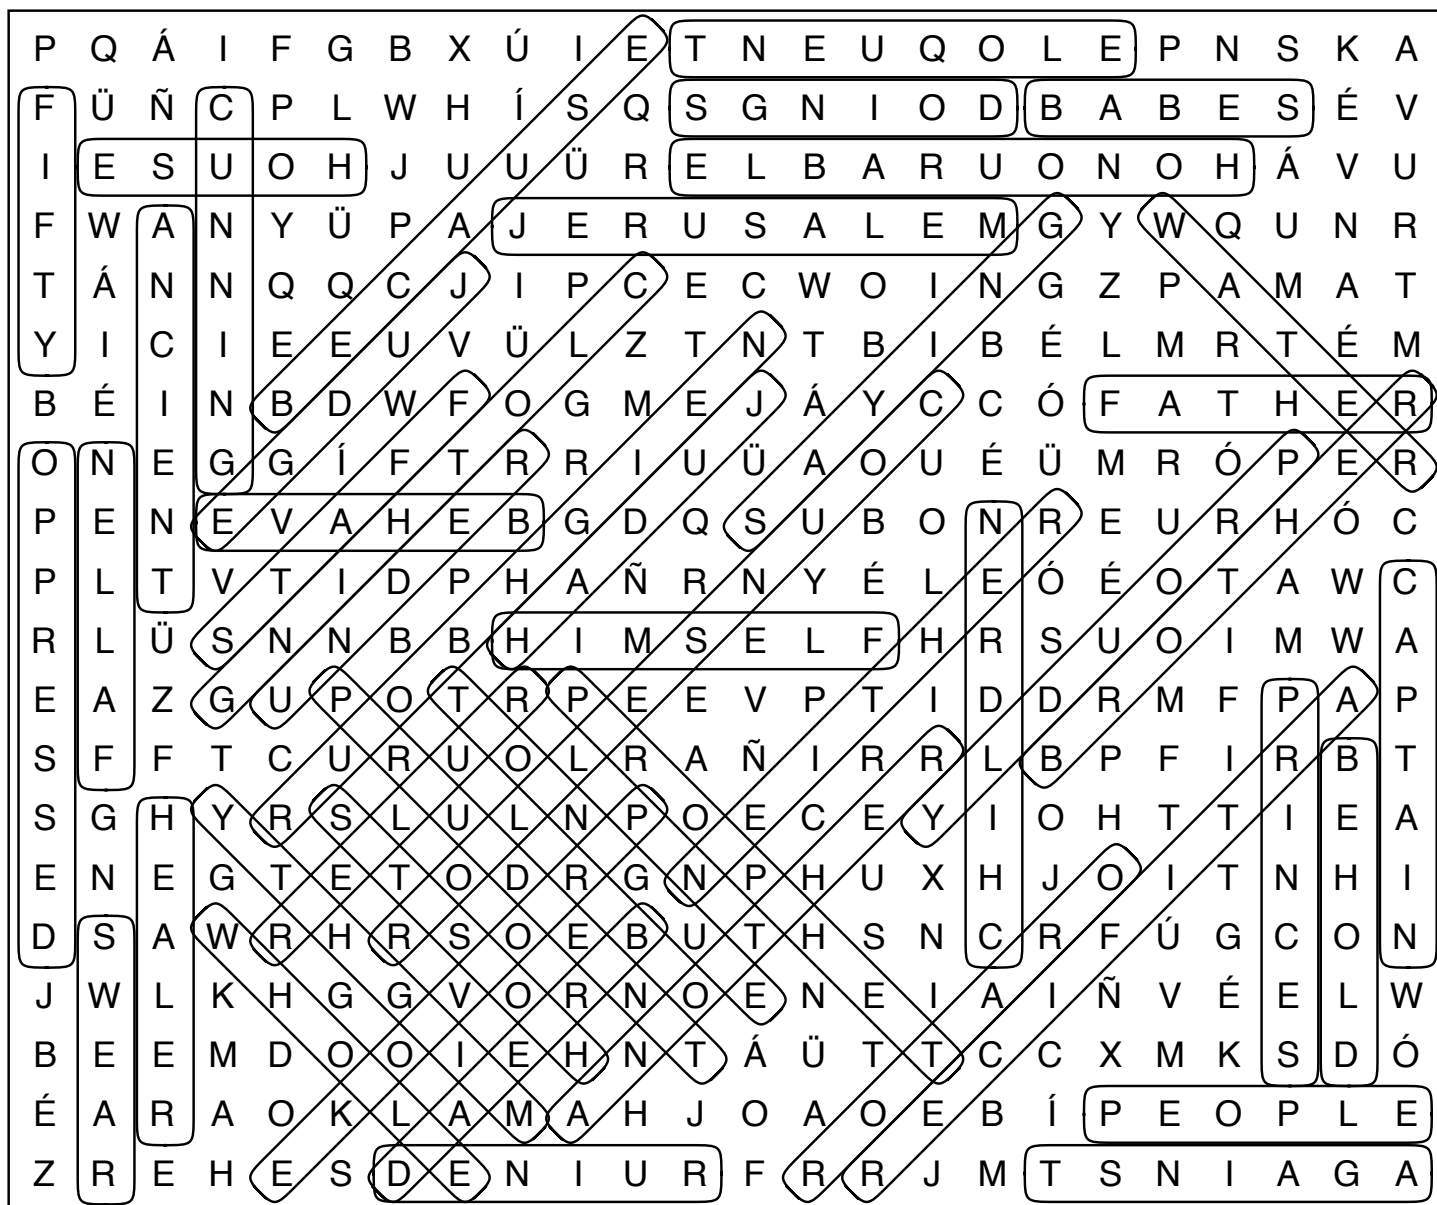 P Q Á I F G B X Ú I E T N E U Q O L E P N S K A
F Ü Ñ C P L W H Í S Q S G N I O D B A B E S É V
I E S U O H J U U Ü R E L B A R U O N O H Á V U
F W A N Y Ü P A J E R U S A L E M G Y W Q U N R
T Á N N Q Q C J I P C E C W O I N G Z P A M A T
Y I C I E E U V Ü L Z T N T B I B É L M R T É M
B É I N B D W F O G M E J Á Y C C Ó F A T H E R
O N E G G Í F T R R I U Ü A O U É Ü M R Ó P E R
P E N E V A H E B G D Q S U B O N R E U R H Ó C
P L T V T I D P H A Ñ R N Y É L E Ó É O T A W C
R L Ü S N N B B H I M S E L F H R S U O I M W A
E A Z G U P O T R P E E V P T I D D R M F P A P
S F F T C U R U O L R A Ñ I R R L B P F I R B T
S G H Y R S L U L N P O E C E Y I O H T T I E A
E N E G T E T O D R G N P H U X H J O I T N H I
D S A W R H R S O E B U T H S N C R F Ú G C O N
J W L K H G G V O R N O E N E I A I Ñ V É E L W
B E E M D O O I E H N T Á Ü T T C C X M K S D Ó
É A R A O K L A M A H J O A O E B Í P E O P L E
Z R E H E S D E N I U R F R R J M T S N I A G A